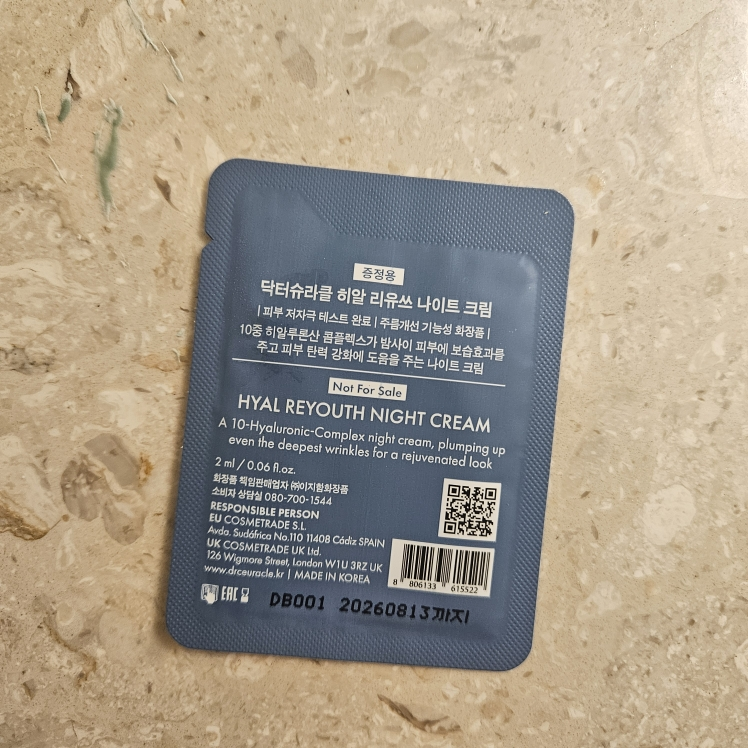 증정용
닥터슈라클 히알 리유쓰 나이트 크림
| 피부 저자극 테스트 완료 | 주름개선 기능성 화장품 |
10중 히알루론산 콤플렉스가 밤사이 피부에 보습효과를
주고 피부 탄력 강화에 도움을 주는 나이트 크림
Not For Sale
HYAL REYOUTH NIGHT CREAM
A 10-Hyaluronic-Complex night cream, plumping up
even the deepest wrinkles for a rejuvenated look
2 ml / 0.06 fl.oz.
화장품 책임판매업자 ㈜이지함화장품
소비자 상담실 080-700-1544
RESPONSIBLE PERSON
EU COSMETRADE S.L.
Avda. Sudáfrica No.110 11408 Cádiz SPAIN
UK COSMETRADE UK Ltd.
126 Wigmore Street, London W1U 3RZ UK
www.drceuracle.kr | MADE IN KOREA
8 806133 615522
EAC
DB001 20260813까지